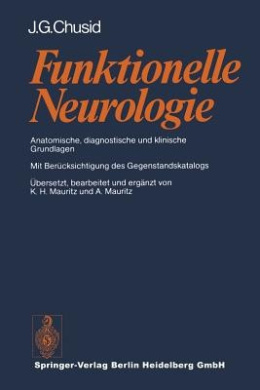 J.G.Chusid
Funktionelle
Neurologie
Anatomische, diagnostische und klinische
Grundlagen
Mit Berücksichtigung des Gegenstandskatalogs
Übersetzt, bearbeitet und ergänzt von
K. H. Mauritz und A. Mauritz
Springer-Verlag Berlin Heidelberg GmbH